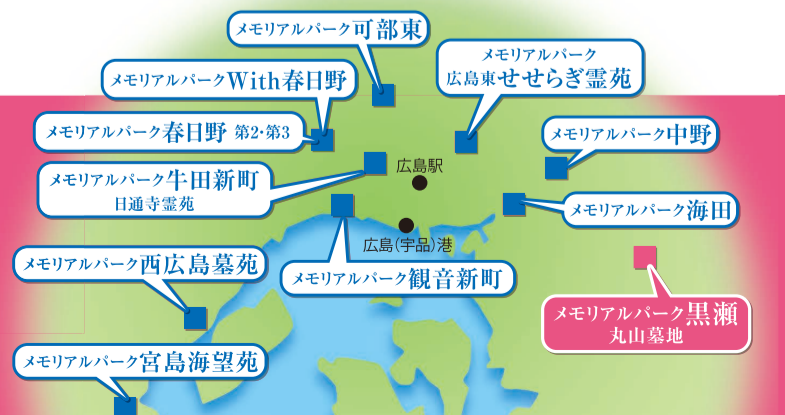 メモリアルパーク可部東
メモリアルパーク
広島東せせらぎ霊苑
メモリアルパークWith春日野
メモリアルパーク春日野 第2・第3
メモリアルパーク中野
広島駅
メモリアルパーク牛田新町
日通寺霊苑
メモリアルパーク海田
広島(宇品)港
メモリアルパーク西広島墓苑
メモリアルパーク観音新町
メモリアルパーク黒瀬
丸山墓地
メモリアルパーク宮島海望苑